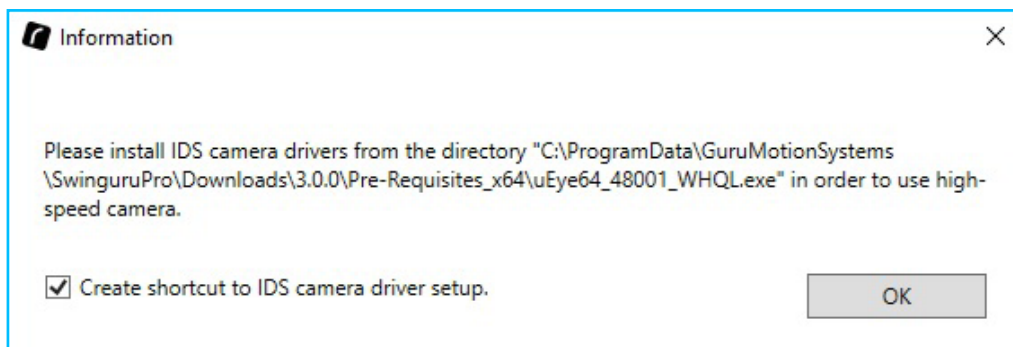 Information
Please install IDS camera drivers from the directory "C:\ProgramData\GuruMotionSystems
\SwinguruPro\Downloads\3.0.0\Pre-Requisites_x64\uEye64_48001_WHQL.exe" in order to use high-
speed camera.
Create shortcut to IDS camera driver setup.
OK